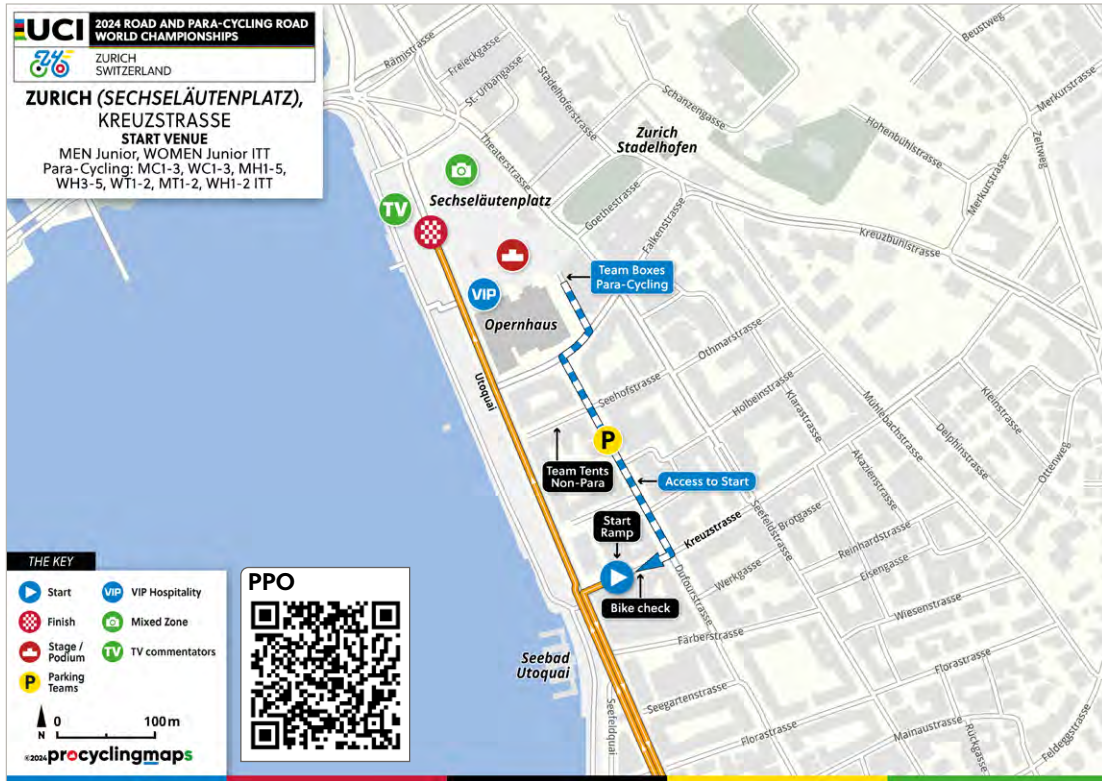 UCI
2024 ROAD AND PARA-CYCLING ROAD
WORLD CHAMPIONSHIPS
ZURICH
SWITZERLAND
ZURICH (SECHSELÄUTENPLATZ),
KREUZSTRASSE
START VENUE
MEN Junior, WOMEN Junior ITT
Para-Cycling: MC1-3, WC1-3, MH1-5,
WH3-5, WT1-2, MT1-2, WH1-2 ITT
Rämistrasse
Freieckgasse
St. Urbangasse
Stadelhoferstrasse
Theaterstrasse
Schanzengasse
Zurich
Stadelhofen
Beustweg
Merkurstrasse
Zeltweg
Hohenbühlstrasse
Merkurstrasse
Kreuzbühlstrasse
Goethestrasse
Falkenstrasse
Sechseläutenplatz
TV
VIP
Opernhaus
Team Boxes
Para-Cycling
Utoquai
Othmarstrasse
Seehofstrasse
Holbeinstrasse
Klarastrasse
Mühlebachstrasse
Kleinstrasse
Delphinstrasse
Ottenweg
Akazienstrasse
P
Team Tents
Non-Para
Access to Start
Start
Ramp
Kreuzstrasse
Seefeldstrasse
Brotgasse
Reinhardstrasse
Eisengasse
Werkgasse
Dufourstrasse
Bike check
Wiesenstrasse
Färberstrasse
Florastrasse
Seebad
Utoquai
Seefeldquai
Seegartenstrasse
Florastrasse
Mainaustrasse
Rückgasse
Feldeggstrasse
THE KEY
Start
VIP
VIP Hospitality
Finish
Mixed Zone
Stage /
Podium
TV
TV commentators
P
Parking
Teams
N
0
100 m
©2024 procyclingmaps
PPO